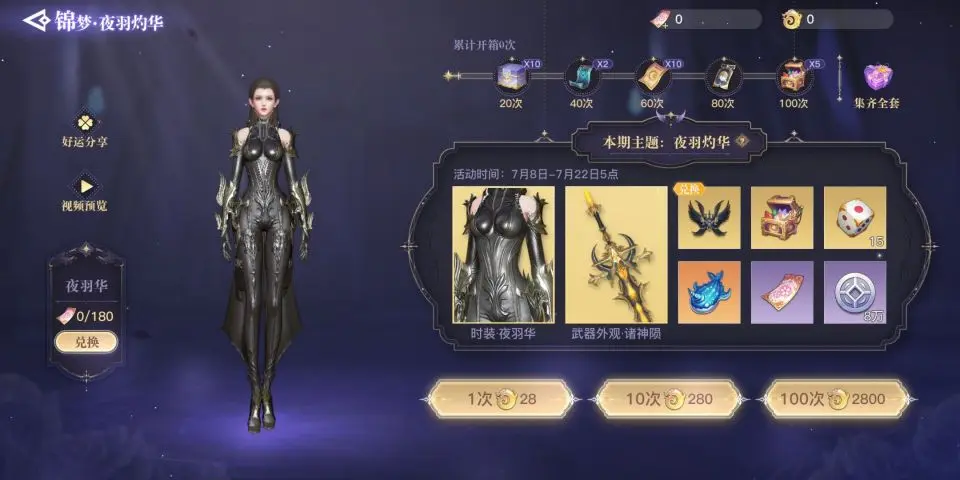 锦梦·夜羽灼华
0
0
累计开箱0次
X10
X2
X10
X5
20次
40次
60次
80次
100次
集齐全套
好运分享
视频预览
本期主题：夜羽灼华
?
活动时间：7月8日-7月22日5点
兑换
15
8万
时装·夜羽华
武器外观·诸神陨
夜羽华
0/180
兑换
1次 /28
10次 /280
100次 /2800